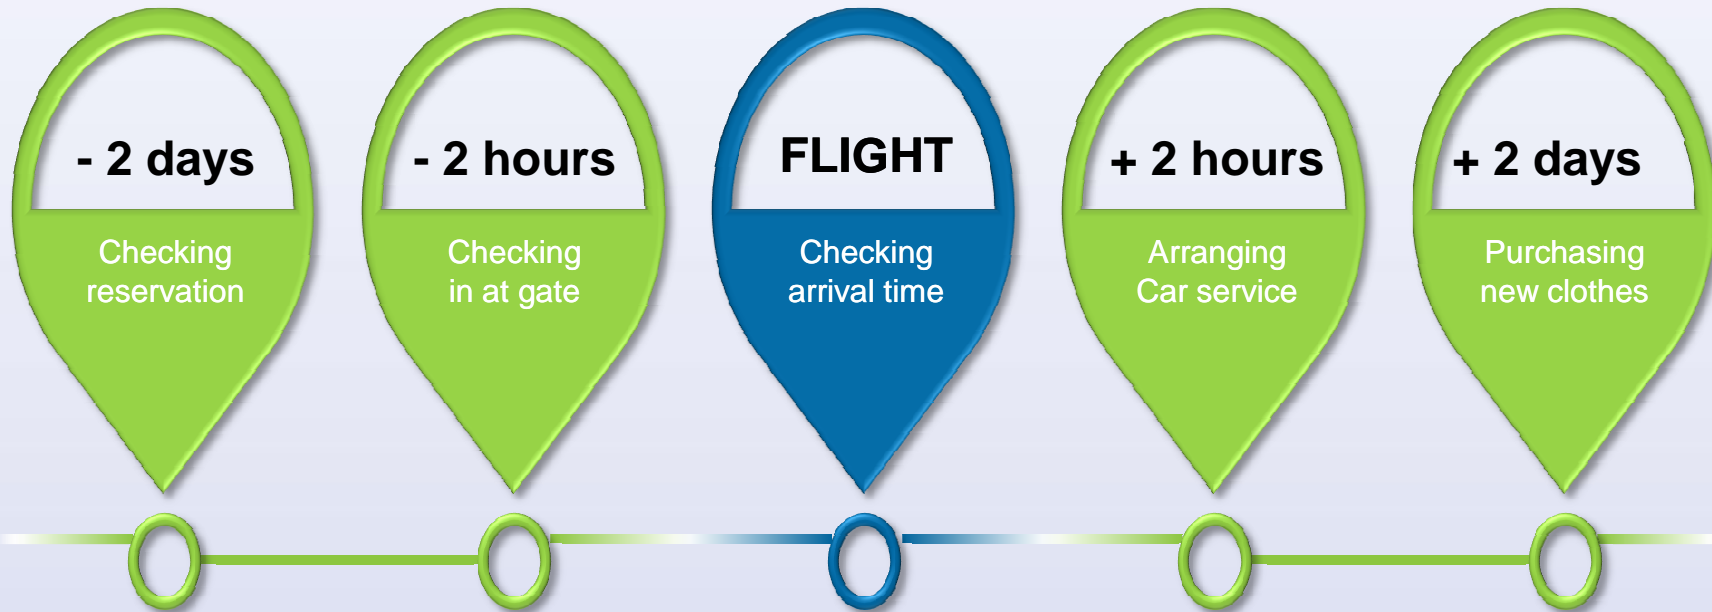 - 2 days
Checking
reservation
- 2 hours
Checking
in at gate
FLIGHT
Checking
arrival time
+ 2 hours
Arranging
Car service
+ 2 days
Purchasing
new clothes